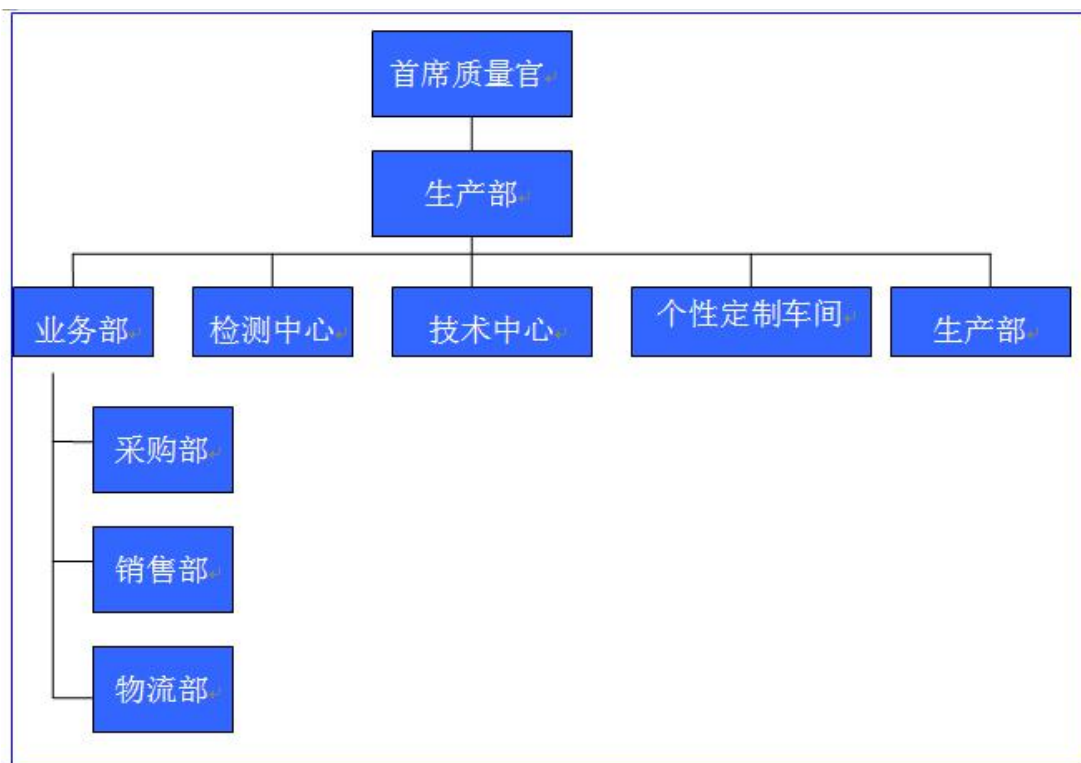 首席质量官
生产部
业务部
检测中心
技术中心
个性定制车间
生产部
采购部
销售部
物流部